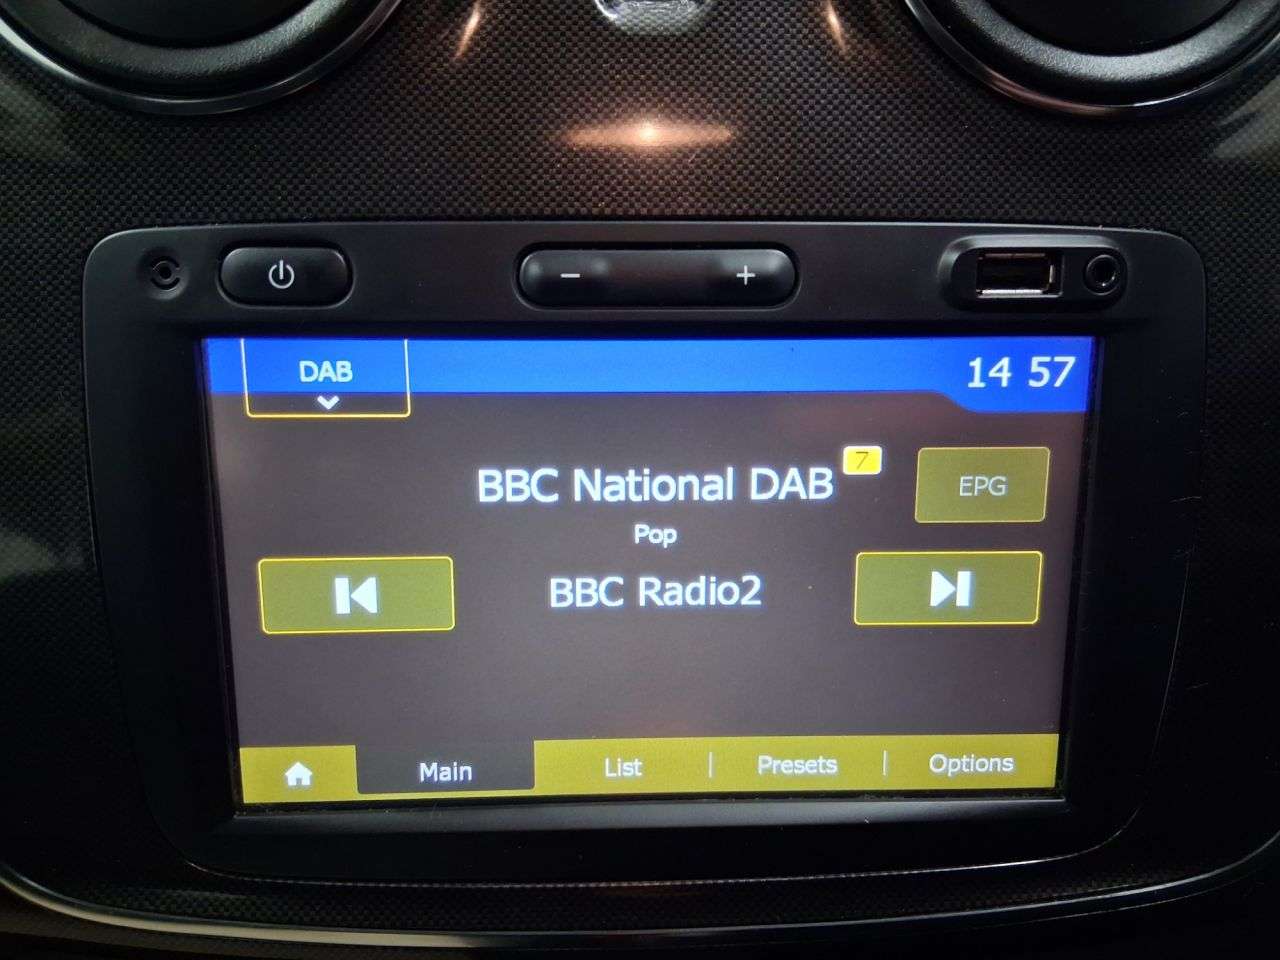 DAB
14 57
7
BBC National DAB
EPG
Pop
BBC Radio2
Main
List
Presets
Options